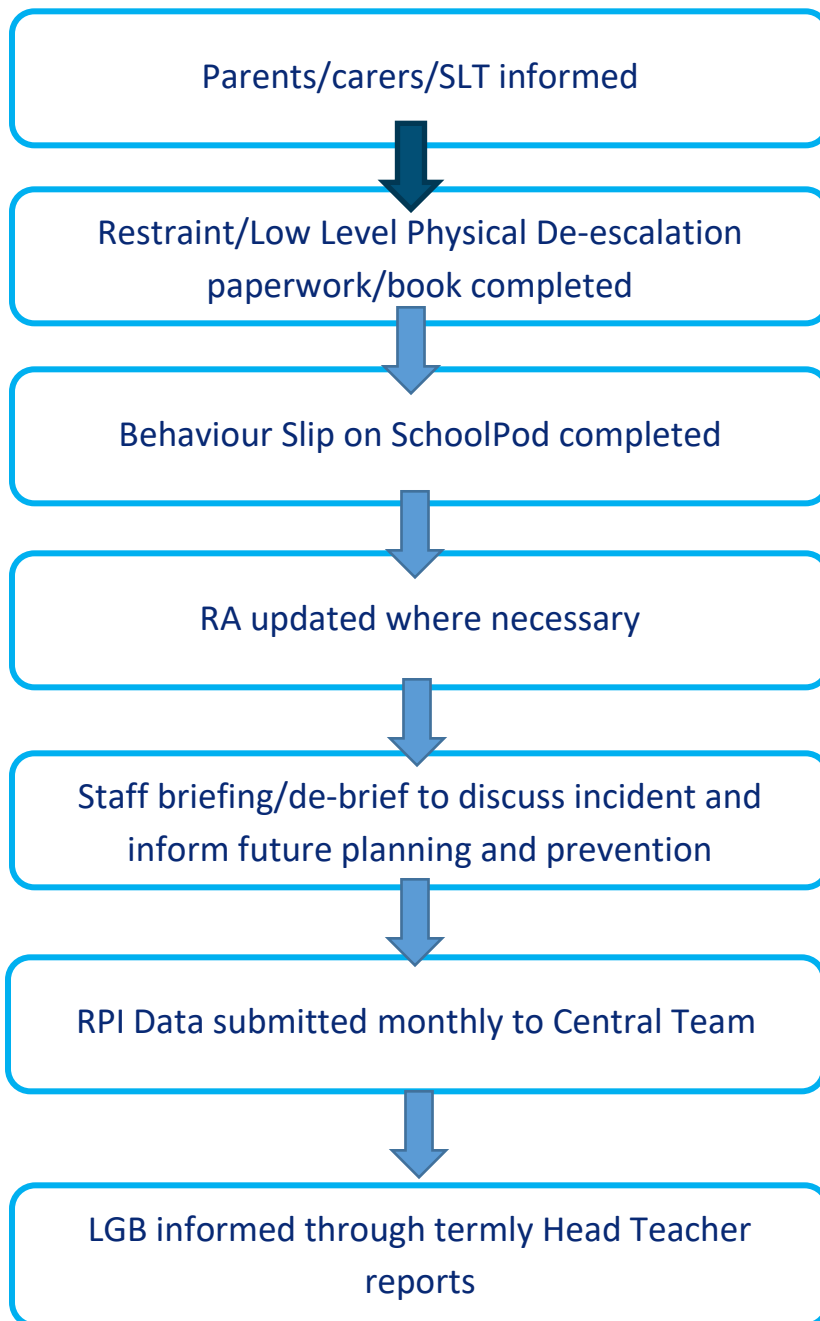 Parents/carers/SLT informed
Restraint/Low Level Physical De-escalation
paperwork/book completed
Behaviour Slip on SchoolPod completed
RA updated where necessary
Staff briefing/de-brief to discuss incident and
inform future planning and prevention
RPI Data submitted monthly to Central Team
LGB informed through termly Head Teacher
reports